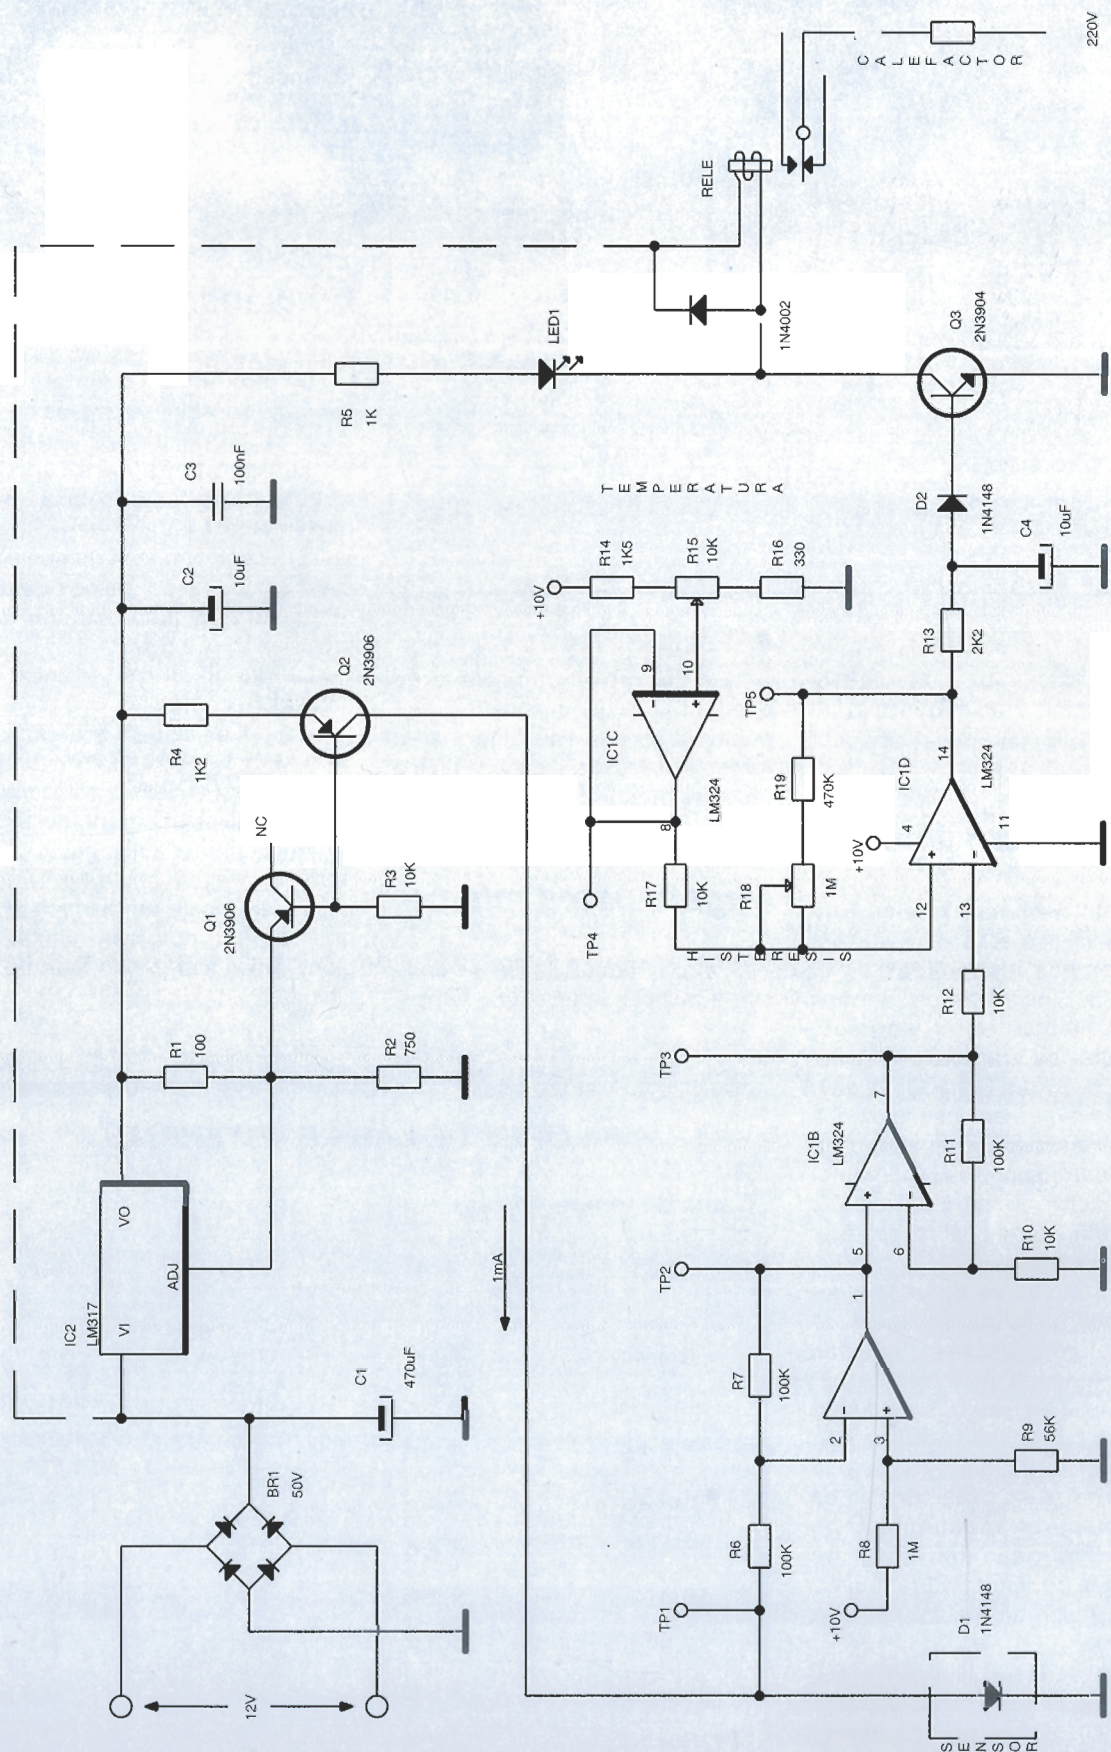 12V
BR1
50V
C1
470uF
IC2
LM317
VI
VO
ADJ
R1
100
R2
750
Q1
2N3906
NC
R3
10K
R4
1K2
Q2
2N3906
C2
10uF
C3
100nF
R5
1K
LED1
1N4002
RELE
CALEFACTOR
220V
1mA
SENSOR
D1
1N4148
TP1
R6
100K
R7
100K
+10V
R8
1M
R9
56K
2
3
1
TP2
5
6
7
IC1B
LM324
R10
10K
R11
100K
TP3
R12
10K
TP4
R17
10K
8
IC1C
LM324
9
10
+10V
R14
1K5
R15
10K
R16
330
TEMPERATURA
HISTERESIS
R18
1M
R19
470K
TP5
+10V
4
12
13
14
11
IC1D
LM324
R13
2K2
C4
10uF
D2
1N4148
Q3
2N3904